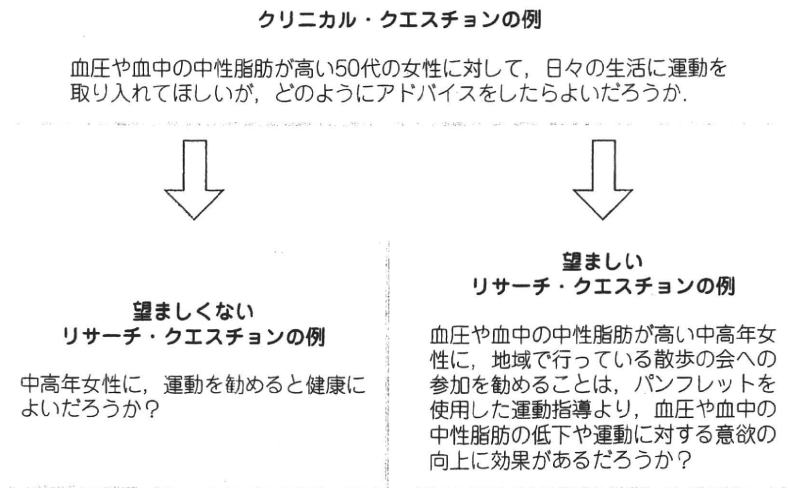 クリニカル・クエスチョンの例
血圧や血中の中性脂肪が高い50代の女性に対して，日々の生活に運動を
取り入れてほしいが，どのようにアドバイスをしたらよいだろうか．
望ましくない
リサーチ・クエスチョンの例
中高年女性に，運動を勧めると健康に
よいだろうか？
望ましい
リサーチ・クエスチョンの例
血圧や血中の中性脂肪が高い中高年女
性に，地域で行っている散歩の会への
参加を勧めることは，パンフレットを
使用した運動指導より，血圧や血中の
中性脂肪の低下や運動に対する意欲の
向上に効果があるだろうか？